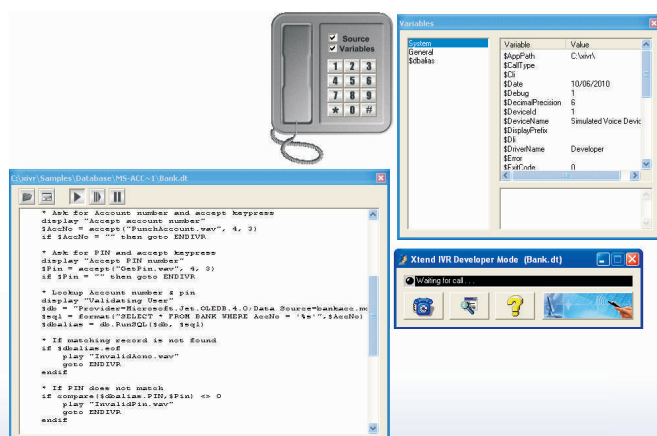 Source
Variables
1 2 3
4 5 6
7 8 9
* 0 #
Variables
System
General
$dbalias
Variable Value
$AppPath C:\xivr\
$CallType
$Cli
$Date 10/06/2010
$Debug 1
$DecimalPrecision 6
$DeviceId 1
$DeviceName Simulated Voice Devic
$DisplayPrefix
$Dli
$DriverName Developer
$Error
$ExitCode 0
C:\xivr\Samples\Database\MS-ACC~1\Bank.dt
* Ask for Account number and accept keypress
display "Accept account number"
$AccNo = accept("PunchAccount.wav", 4, 3)
if $AccNo = "" then goto ENDIVR
* Ask for PIN and accept keypress
display "Accept PIN number"
$Pin = accept("GetPin.wav", 4, 3)
if $Pin = "" then goto ENDIVR
* Lookup Account number & pin
display "Validating User"
$db = "Provider=Microsoft.Jet.OLEDB.4.0;Data Source=bankacc.md
$sql = format("SELECT * FROM BANK WHERE AccNo = '%s'",$AccNo)
$dbalias = db.RunSQL($db, $sql)
* If matching record is not found
if $dbalias.eof
play "InvalidAcno.wav"
goto ENDIVR
endif
* If PIN does not match
if compare($dbalias.PIN,$Pin) <> 0
play "InvalidPin.wav"
goto ENDIVR
endif
Xtend IVR Developer Mode (Bank.dt)
Waiting for call . . .